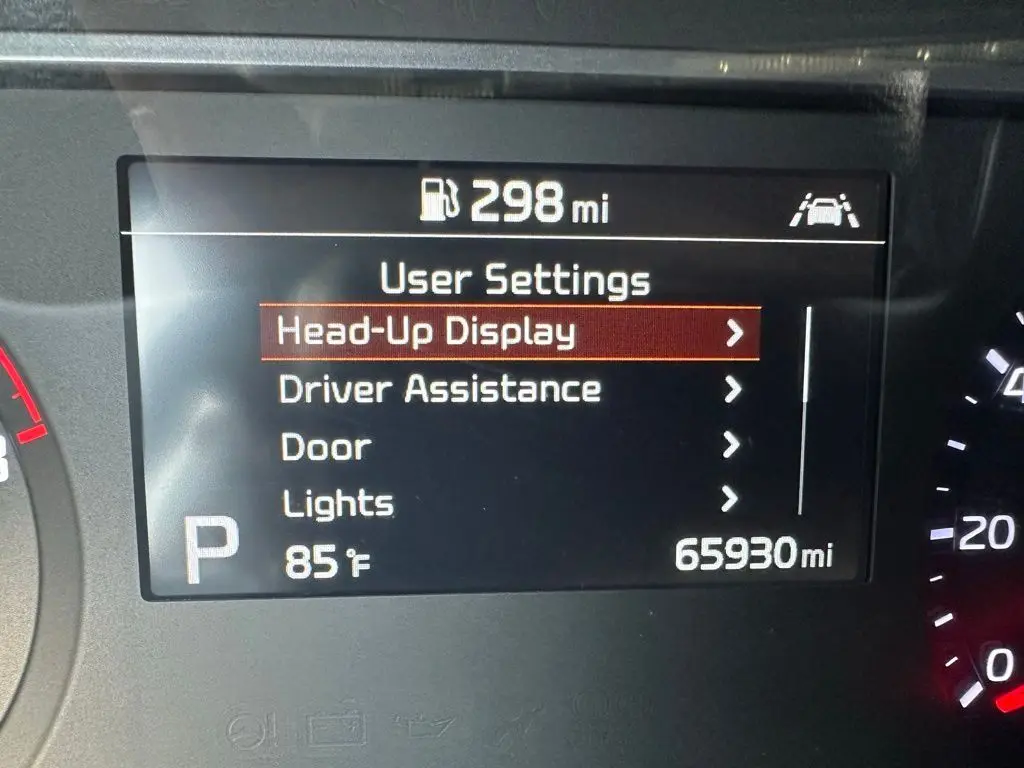 298 mi
User Settings
Head-Up Display
Driver Assistance
Door
Lights
P
85 °F
65930 mi
20
0